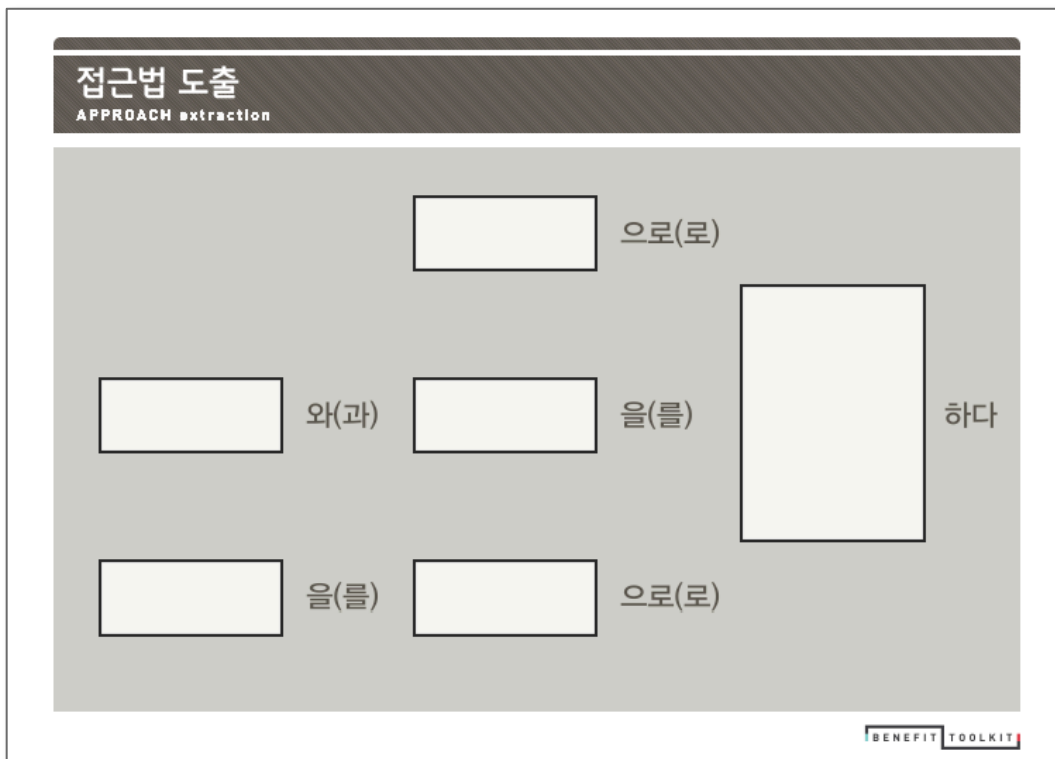 접근법 도출
APPROACH extraction
으로(로)
와(과) 을(를) 하다
을(를) 으로(로)
BENEFIT TOOLKIT